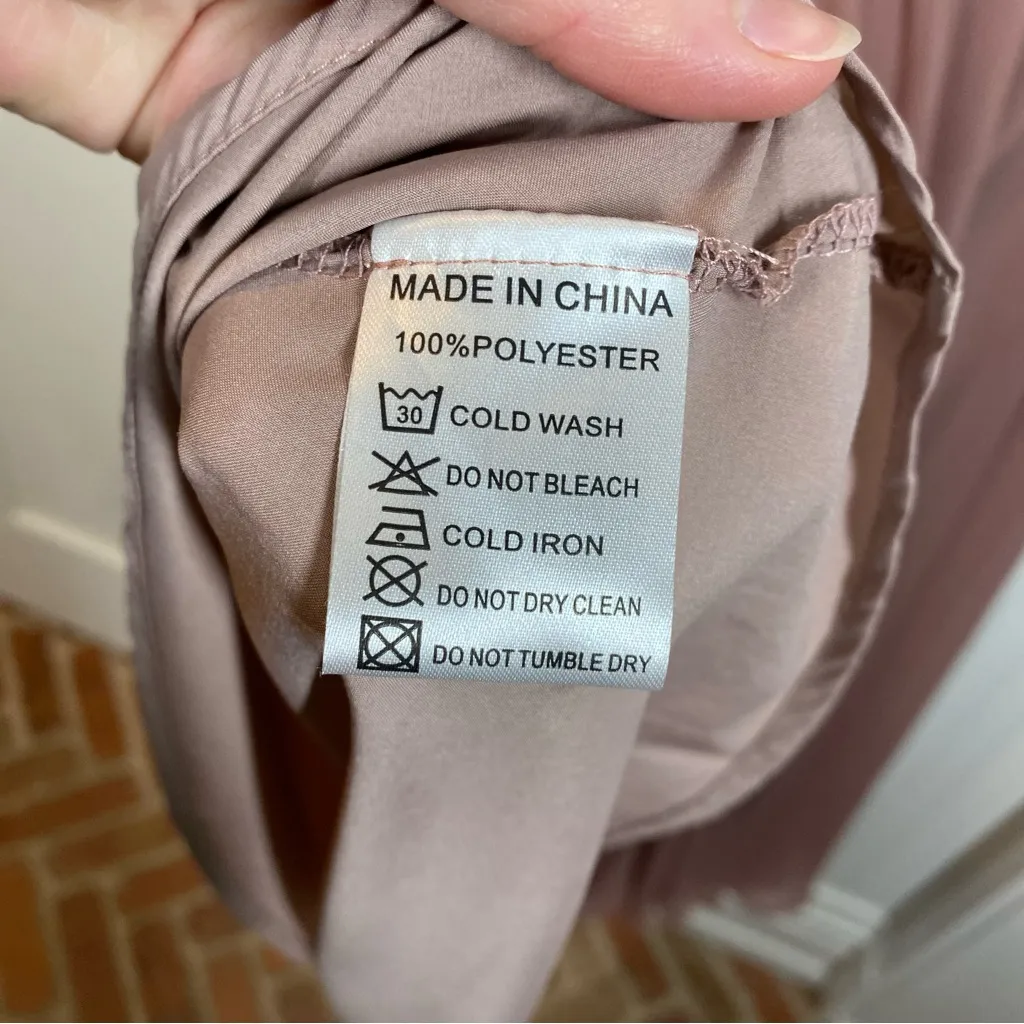 MADE IN CHINA
100%POLYESTER
30 COLD WASH
DO NOT BLEACH
COLD IRON
DO NOT DRY CLEAN
DO NOT TUMBLE DRY